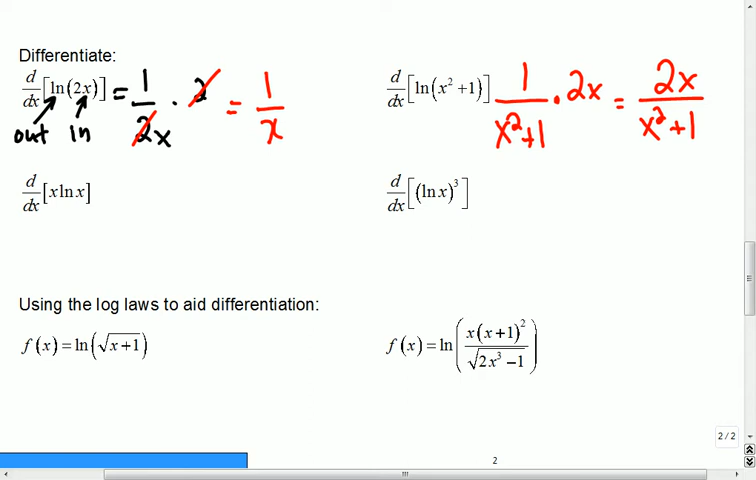 Differentiate:
d/dx [ln(2x)] = 1/2x · 2 = 1/x
out in
d/dx [ln(x² + 1)] 1/x²+1 · 2x = 2x/x²+1
d/dx [x ln x]
d/dx [(ln x)³]
Using the log laws to aid differentiation:
f(x) = ln(√x+1)
f(x) = ln(x(x+1)²/√2x³ − 1)
2 / 2
2